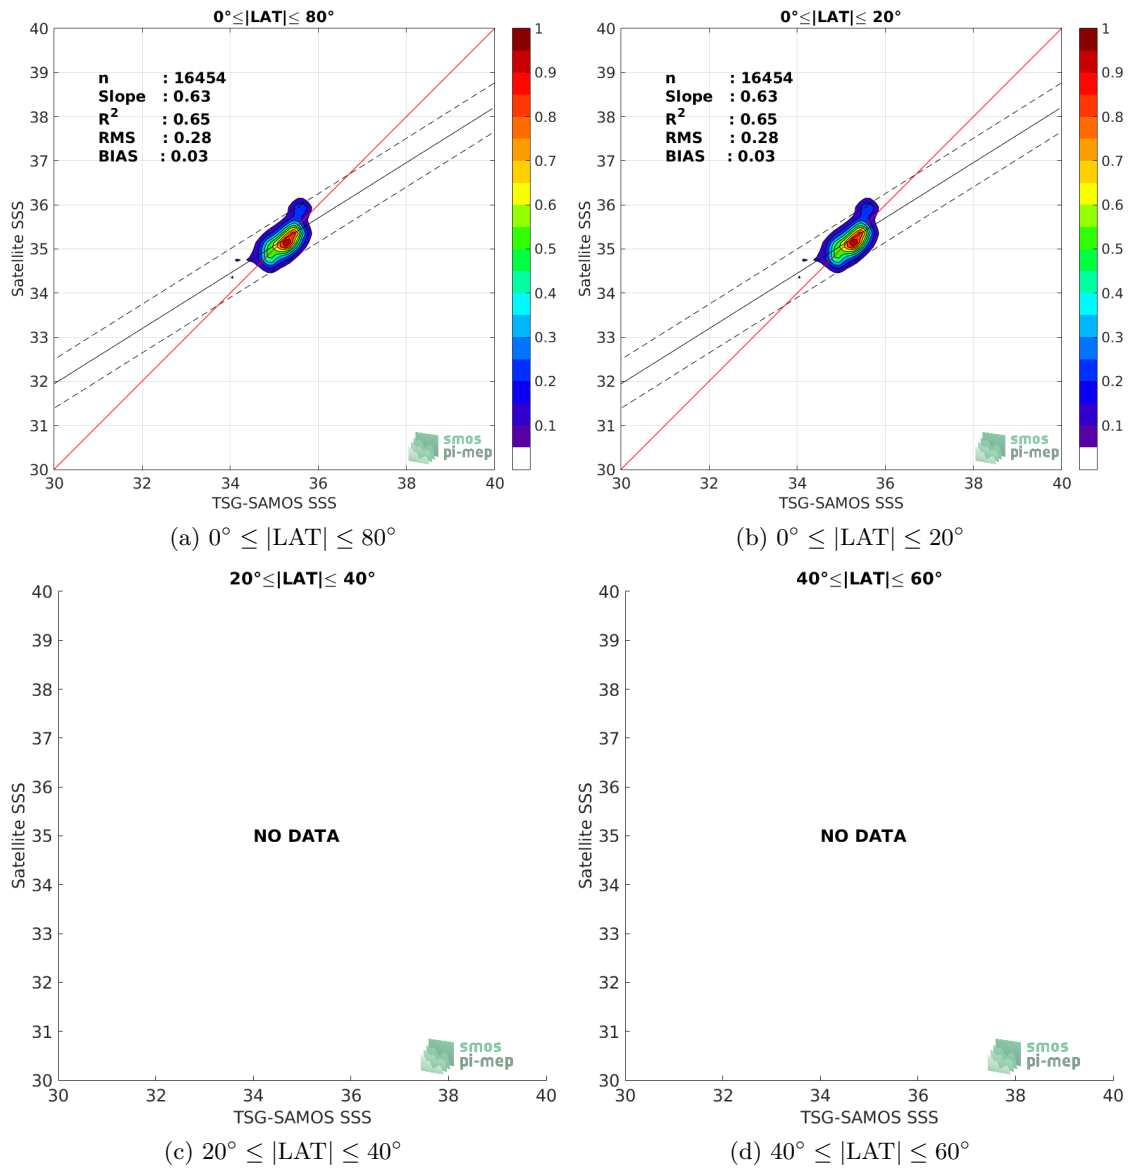 0°≤|LAT|≤ 80°
40
39
38
37
36
35
34
33
32
31
30
Satellite SSS
n : 16454
Slope : 0.63
R² : 0.65
RMS : 0.28
BIAS : 0.03
smos
pi-mep
30 32 34 36 38 40
TSG-SAMOS SSS
1
0.9
0.8
0.7
0.6
0.5
0.4
0.3
0.2
0.1
(a) 0° ≤ |LAT| ≤ 80°
0°≤|LAT|≤ 20°
40
39
38
37
36
35
34
33
32
31
30
Satellite SSS
n : 16454
Slope : 0.63
R² : 0.65
RMS : 0.28
BIAS : 0.03
smos
pi-mep
30 32 34 36 38 40
TSG-SAMOS SSS
1
0.9
0.8
0.7
0.6
0.5
0.4
0.3
0.2
0.1
(b) 0° ≤ |LAT| ≤ 20°
20°≤|LAT|≤ 40°
40
39
38
37
36
35
34
33
32
31
30
Satellite SSS
NO DATA
smos
pi-mep
30 32 34 36 38 40
TSG-SAMOS SSS
(c) 20° ≤ |LAT| ≤ 40°
40°≤|LAT|≤ 60°
40
39
38
37
36
35
34
33
32
31
30
Satellite SSS
NO DATA
smos
pi-mep
30 32 34 36 38 40
TSG-SAMOS SSS
(d) 40° ≤ |LAT| ≤ 60°